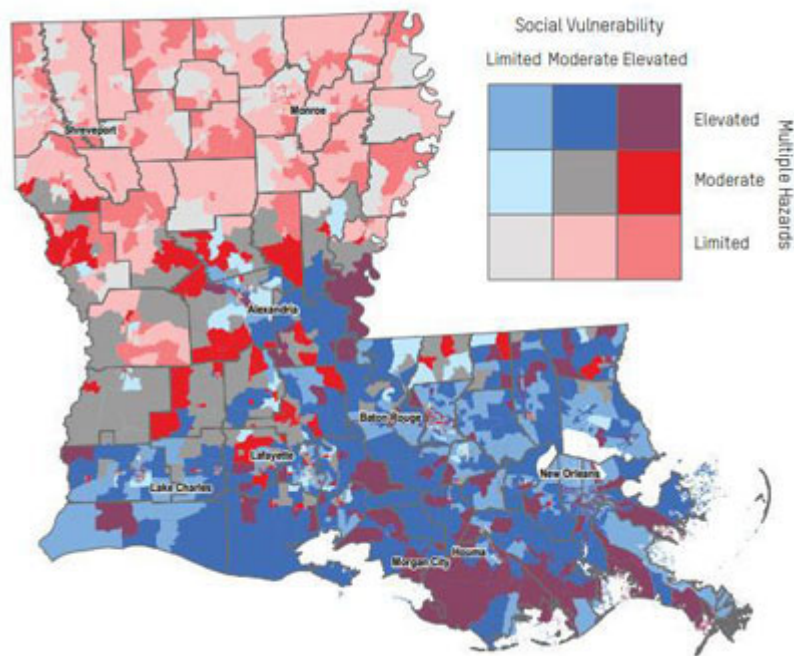 Social Vulnerability
Limited Moderate Elevated
Elevated
Moderate
Limited
Multiple Hazards
Monroe
Shreveport
Alexandria
Baton Rouge
Lafayette
New Orleans
Lake Charles
Houma
Morgan City